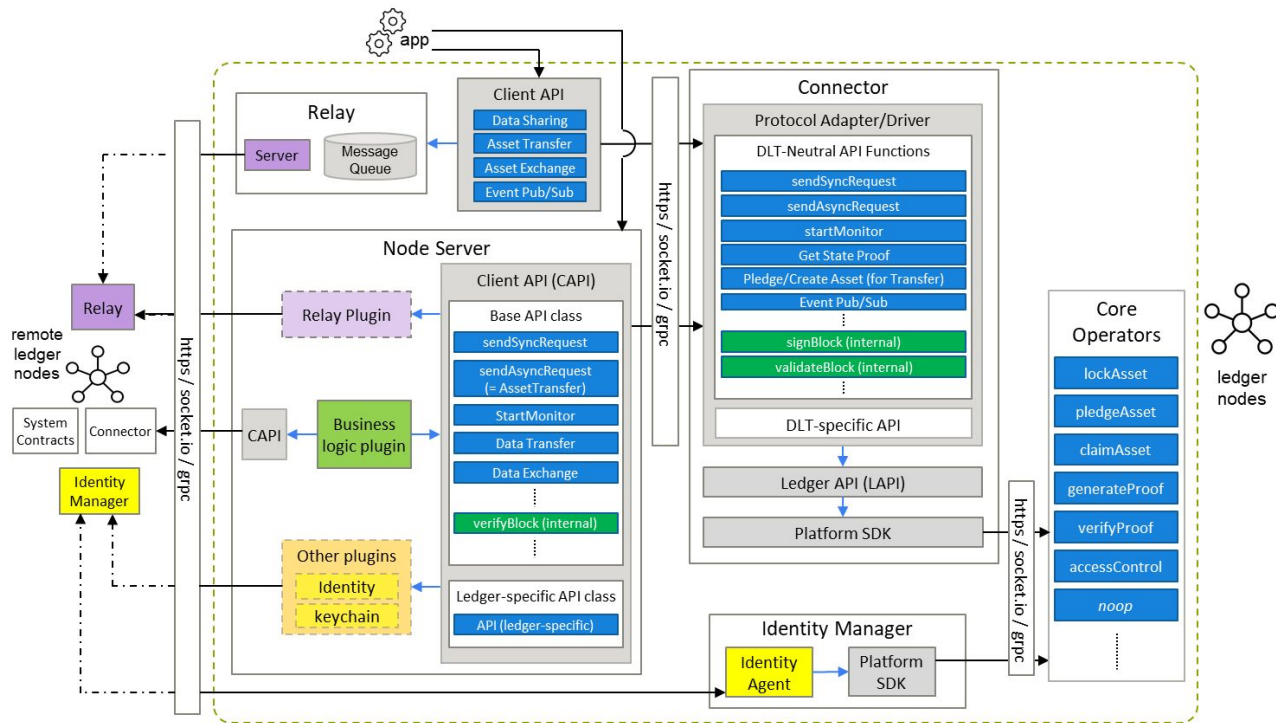 app
Relay
Server
Message
Queue
Client API
Data Sharing
Asset Transfer
Asset Exchange
Event Pub/Sub
https / socket.io / grpc
Connector
Protocol Adapter/Driver
DLT-Neutral API Functions
sendSyncRequest
sendAsyncRequest
startMonitor
Get State Proof
Pledge/Create Asset (for Transfer)
Event Pub/Sub
signBlock (internal)
validateBlock (internal)
DLT-specific API
Ledger API (LAPI)
Platform SDK
Node Server
Client API (CAPI)
Base API class
sendSyncRequest
sendAsyncRequest
(= AssetTransfer)
StartMonitor
Data Transfer
Data Exchange
verifyBlock (internal)
Ledger-specific API class
API (ledger-specific)
Relay Plugin
CAPI
Business
logic plugin
Other plugins
Identity
keychain
https / socket.io / grpc
Relay
remote
ledger
nodes
System
Contracts
Connector
Identity
Manager
Identity Manager
Identity
Agent
Platform
SDK
https / socket.io / grpc
Core
Operators
lockAsset
pledgeAsset
claimAsset
generateProof
verifyProof
accessControl
noop
ledger
nodes